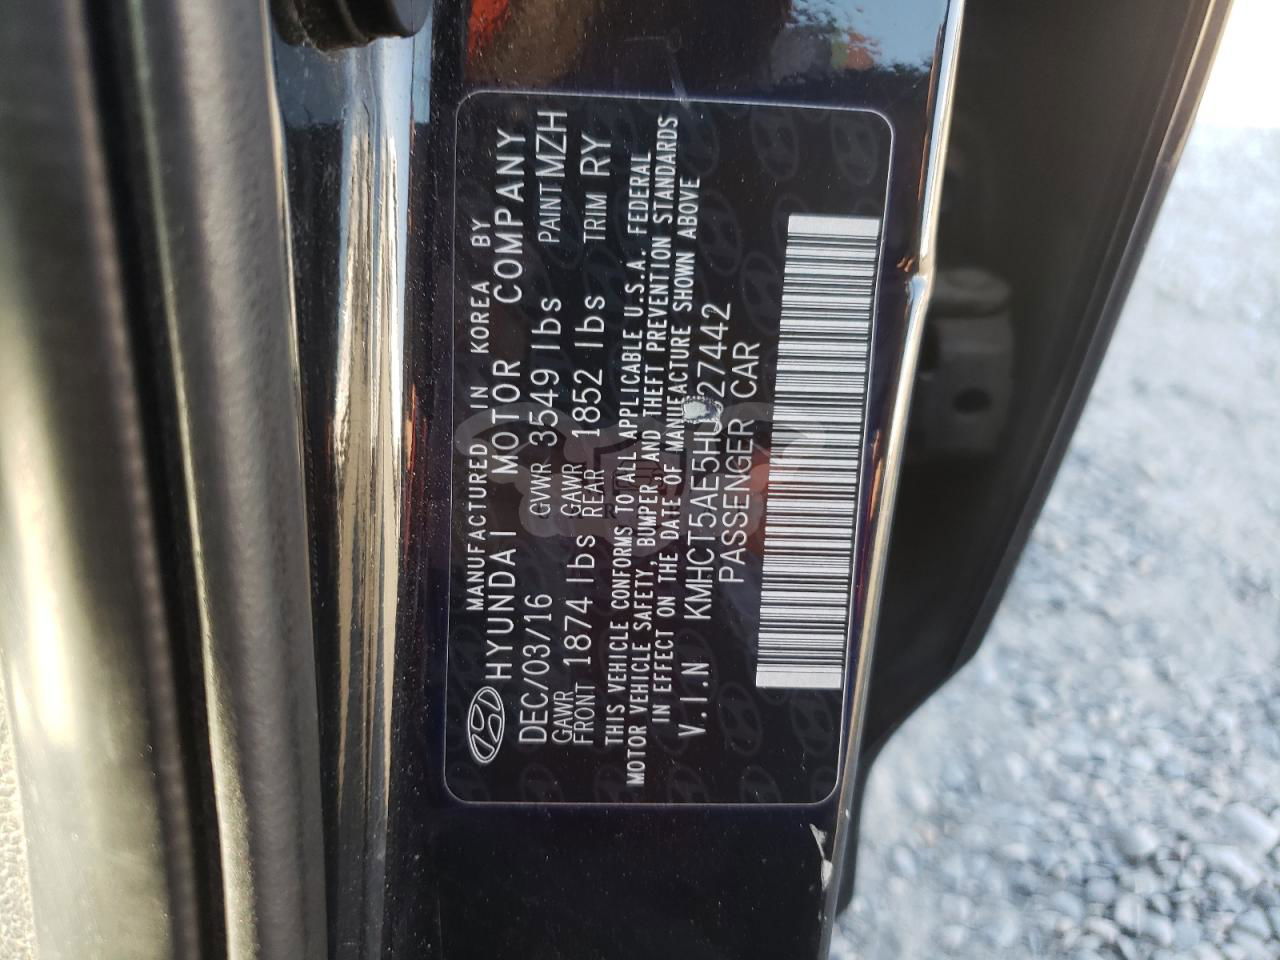 MANUFACTURED IN KOREA BY
HYUNDAI MOTOR COMPANY
DEC/03/16 GVWR 3549 lbs PAINT MZH
GAWR FRONT 1874 lbs GAWR REAR 1852 lbs TRIM RY
THIS VEHICLE CONFORMS TO ALL APPLICABLE U.S.A. FEDERAL
MOTOR VEHICLE SAFETY, BUMPER, AND THEFT PREVENTION STANDARDS
IN EFFECT ON THE DATE OF MANUFACTURE SHOWN ABOVE
V.I.N
PASSENGER CAR